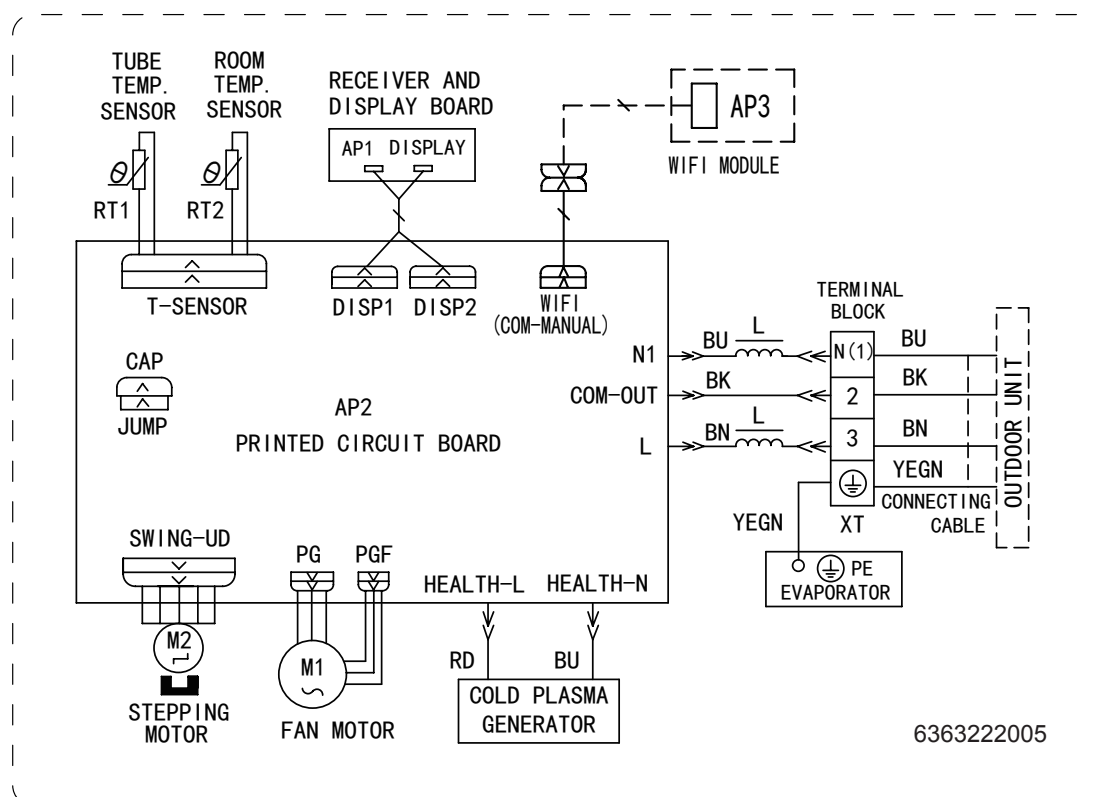 TUBE
TEMP.
SENSOR
ROOM
TEMP.
SENSOR
RECEIVER AND
DISPLAY BOARD
AP1 DISPLAY
AP3
WIFI MODULE
θ
RT1
θ
RT2
T-SENSOR
DISP1
DISP2
WIFI
(COM-MANUAL)
TERMINAL
BLOCK
N1
BU
L
N(1)
BU
COM-OUT
BK
2
BK
L
BN
L
3
BN
YEGN
CONNECTING
CABLE
OUTDOOR UNIT
XT
YEGN
PE
EVAPORATOR
CAP
JUMP
AP2
PRINTED CIRCUIT BOARD
SWING-UD
PG
PGF
HEALTH-L
HEALTH-N
M2
STEPPING
MOTOR
M1
FAN MOTOR
RD
BU
COLD PLASMA
GENERATOR
6363222005